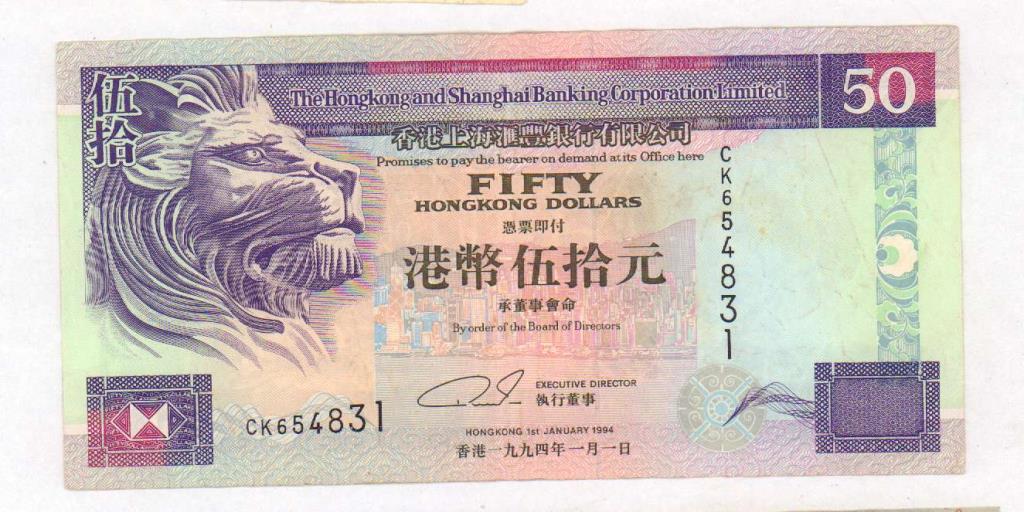 伍拾
The Hongkong and Shanghai Banking Corporation Limited
50
香港上海滙豐銀行有限公司
Promises to pay the bearer on demand at its Office here
CK654831
FIFTY
HONGKONG DOLLARS
憑票即付
港幣伍拾元
承董事會命
By order of the Board of Directors
EXECUTIVE DIRECTOR
執行董事
CK654831
HONGKONG 1st JANUARY 1994
香港一九九四年一月一日